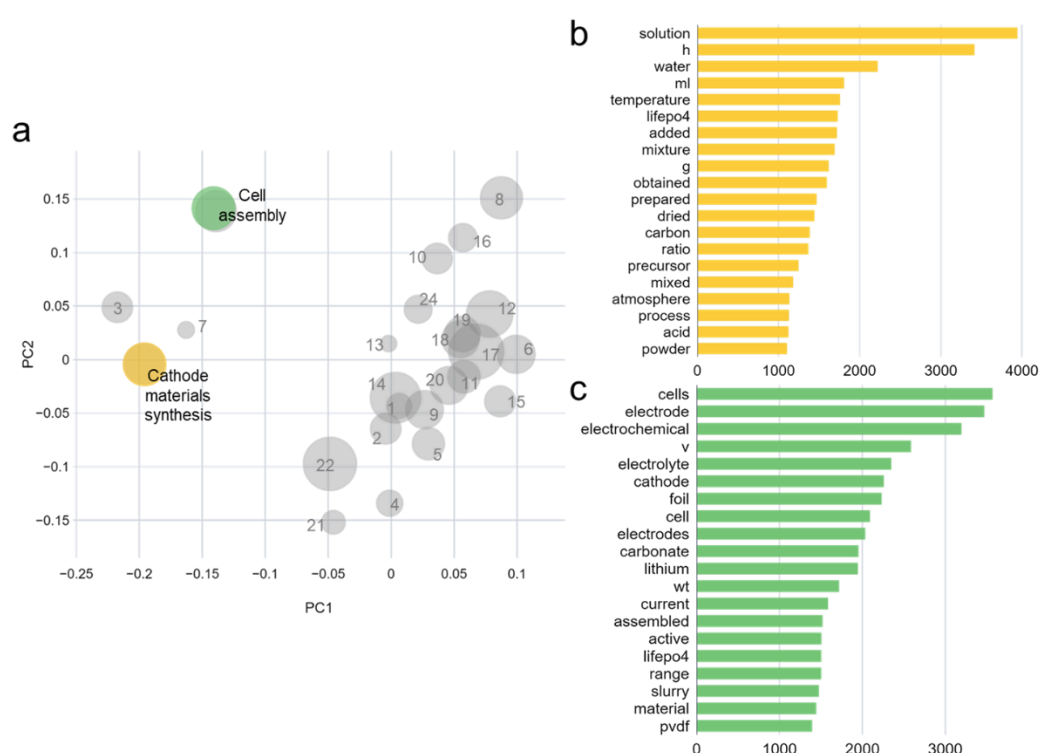 a
0.15
0.1
0.05
0
−0.05
−0.1
−0.15
PC2
Cell
assembly
8
16
10
3
24
12
7
19
13
18
17
6
Cathode
materials
synthesis
14
20
11
1
9
15
2
5
22
4
21
−0.25
−0.2
−0.15
−0.1
−0.05
0
0.05
0.1
PC1
b
solution
h
water
ml
temperature
lifepo4
added
mixture
g
obtained
prepared
dried
carbon
ratio
precursor
mixed
atmosphere
process
acid
powder
0
1000
2000
3000
4000
c
cells
electrode
electrochemical
v
electrolyte
cathode
foil
cell
electrodes
carbonate
lithium
wt
current
assembled
active
lifepo4
range
slurry
material
pvdf
0
1000
2000
3000